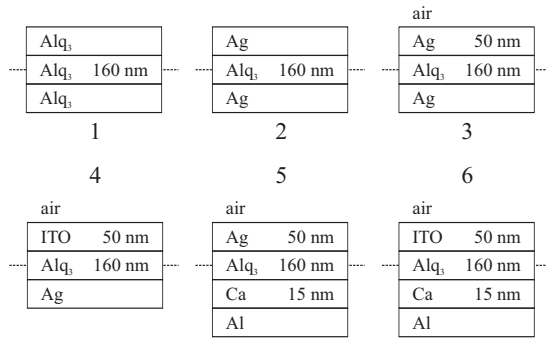 air
Alq₃
Ag
Ag 50 nm
Alq₃ 160 nm
Alq₃ 160 nm
Alq₃ 160 nm
Alq₃
Ag
Ag
1
2
3
4
5
6
air
air
air
ITO 50 nm
Ag 50 nm
ITO 50 nm
Alq₃ 160 nm
Alq₃ 160 nm
Alq₃ 160 nm
Ag
Ca 15 nm
Ca 15 nm
Al
Al